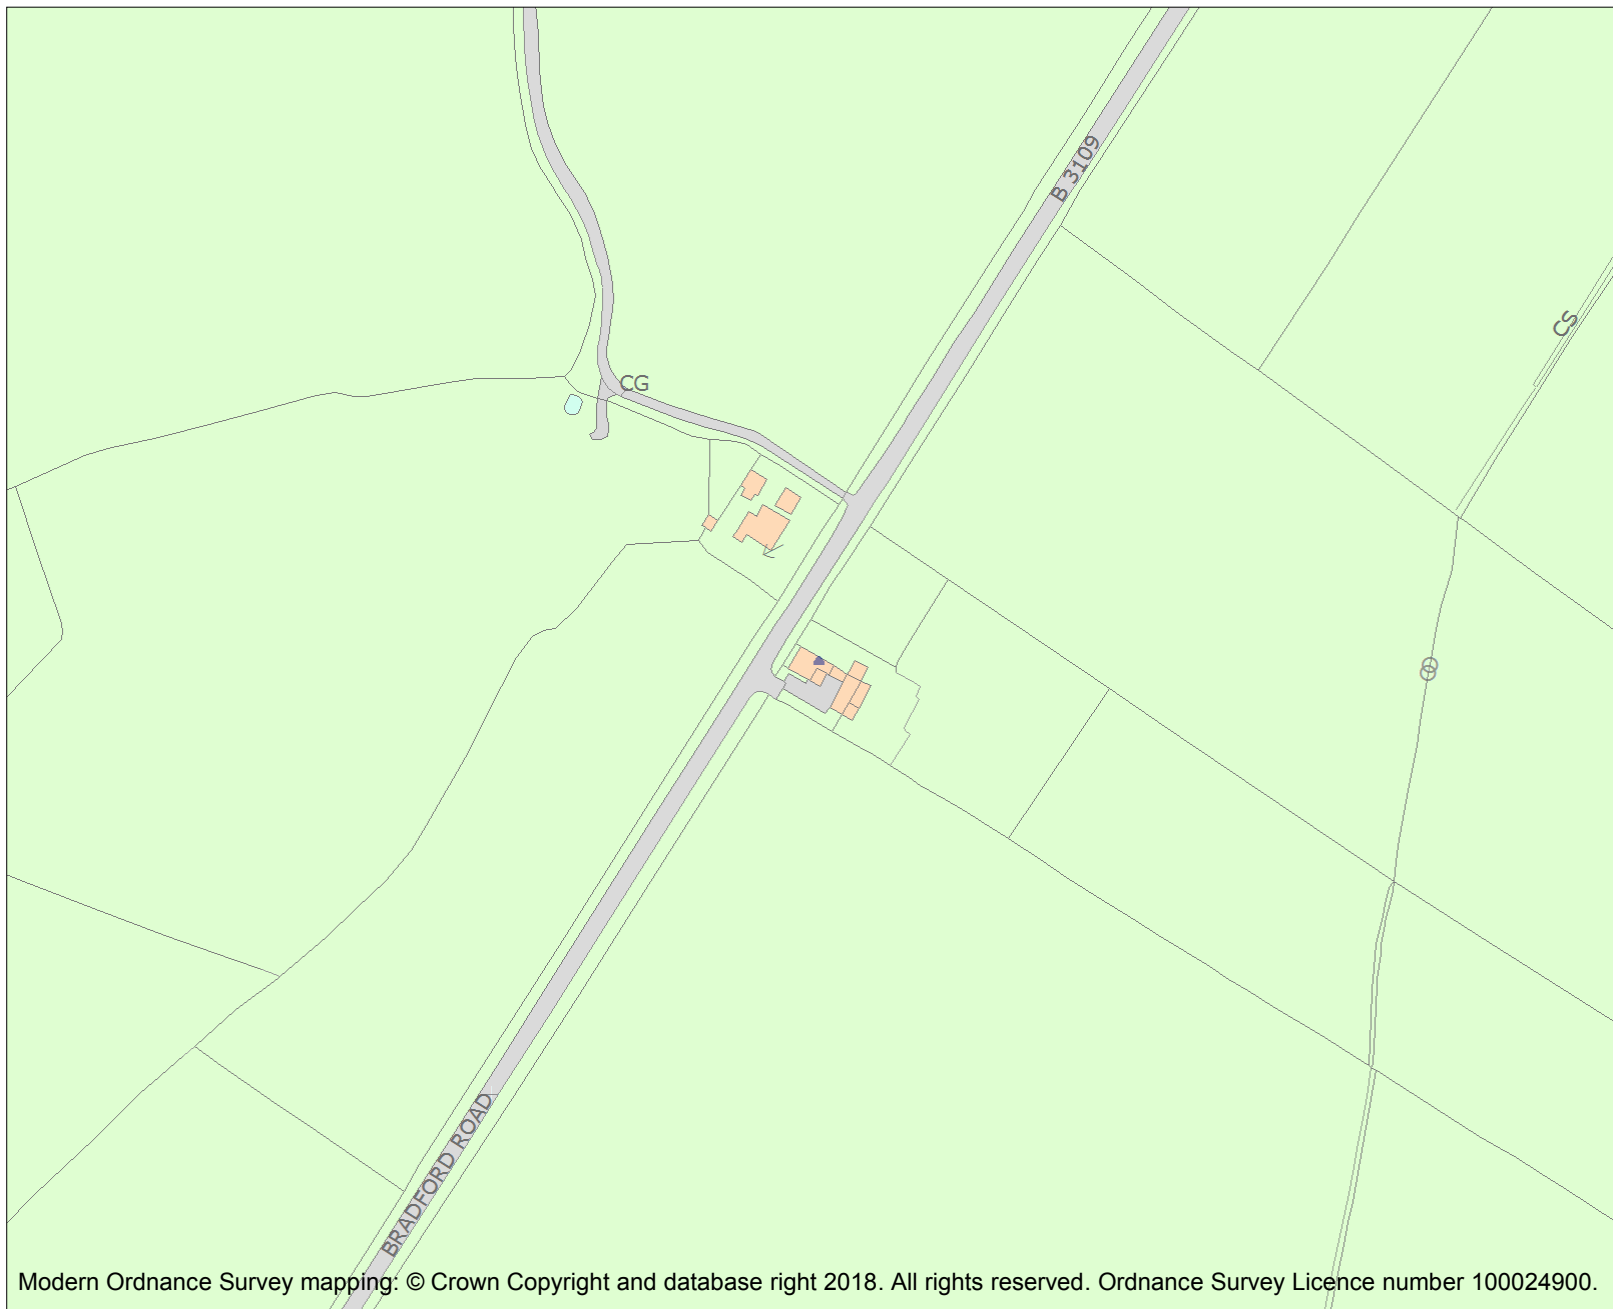 B 3109
CS
CG
BRADFORD ROAD
Modern Ordnance Survey mapping: © Crown Copyright and database right 2018. All rights reserved. Ordnance Survey Licence number 100024900.